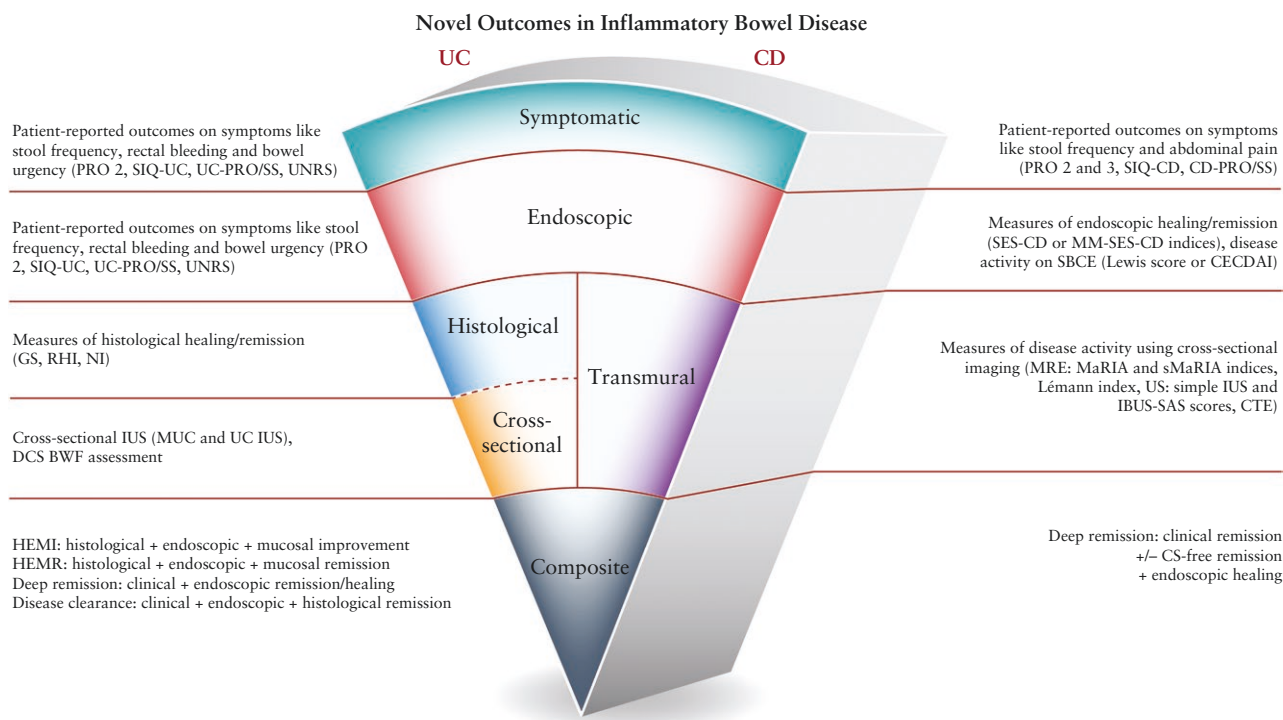 Novel Outcomes in Inflammatory Bowel Disease
UC
CD
Symptomatic
Endoscopic
Histological
Transmural
Cross-
sectional
Composite
Patient-reported outcomes on symptoms like
stool frequency, rectal bleeding and bowel
urgency (PRO 2, SIQ-UC, UC-PRO/SS, UNRS)
Patient-reported outcomes on symptoms like stool
frequency, rectal bleeding and bowel urgency (PRO
2, SIQ-UC, UC-PRO/SS, UNRS)
Measures of histological healing/remission
(GS, RHI, NI)
Cross-sectional IUS (MUC and UC IUS),
DCS BWF assessment
HEMI: histological + endoscopic + mucosal improvement
HEMR: histological + endoscopic + mucosal remission
Deep remission: clinical + endoscopic remission/healing
Disease clearance: clinical + endoscopic + histological remission
Patient-reported outcomes on symptoms
like stool frequency and abdominal pain
(PRO 2 and 3, SIQ-CD, CD-PRO/SS)
Measures of endoscopic healing/remission
(SES-CD or MM-SES-CD indices), disease
activity on SBCE (Lewis score or CECDAI)
Measures of disease activity using cross-sectional
imaging (MRE: MaRIA and sMaRIA indices,
Lémann index, US: simple IUS and
IBUS-SAS scores, CTE)
Deep remission: clinical remission
+/– CS-free remission
+ endoscopic healing